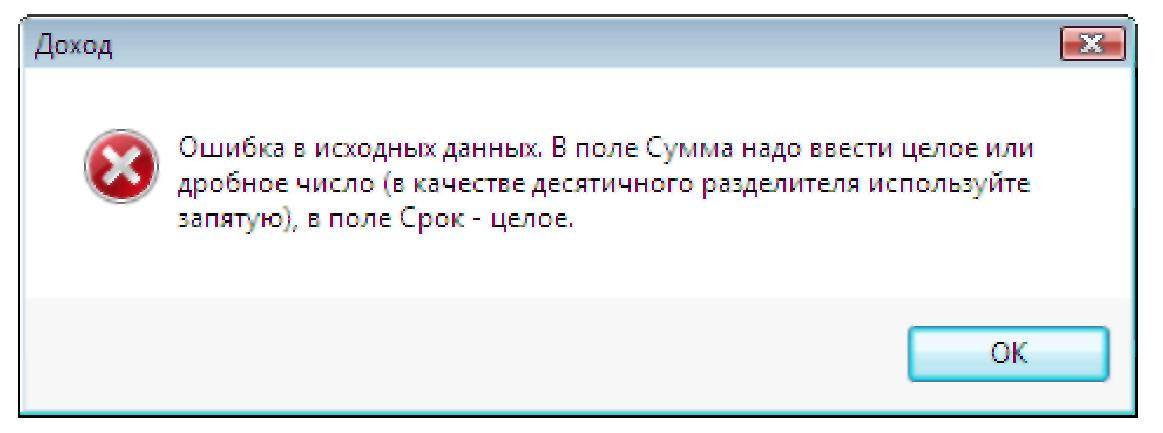 Доход
Ошибка в исходных данных. В поле Сумма надо ввести целое или
дробное число (в качестве десятичного разделителя используйте
запятую), в поле Срок - целое.
ОК